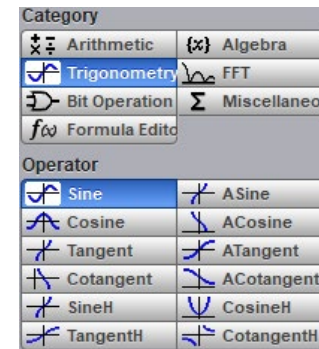 Category
Arithmetic {x} Algebra
Trigonometry FFT
Bit Operation Σ Miscellaneo
f(x) Formula Edito
Operator
Sine ASine
Cosine ACosine
Tangent ATangent
Cotangent ACotangent
SineH CosineH
TangentH CotangentH